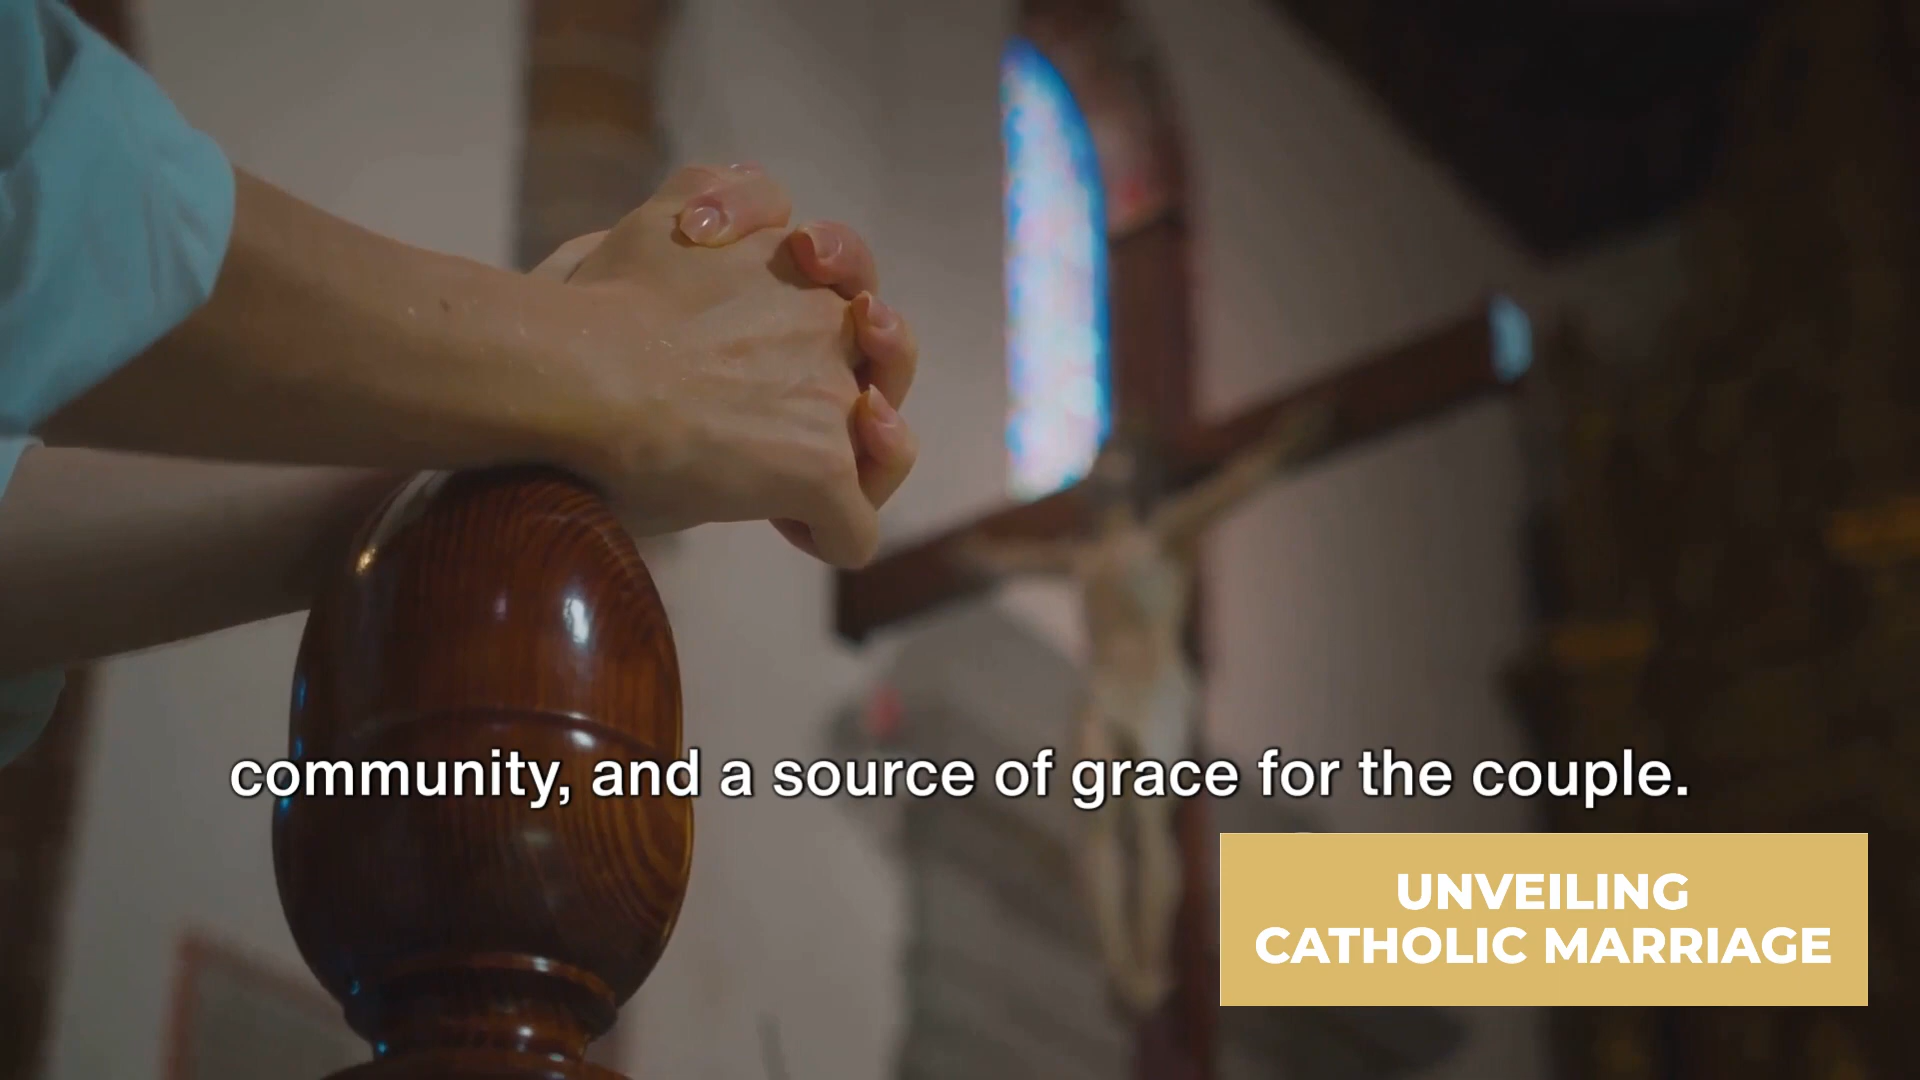 community, and a source of grace for the couple.
UNVEILING
CATHOLIC MARRIAGE